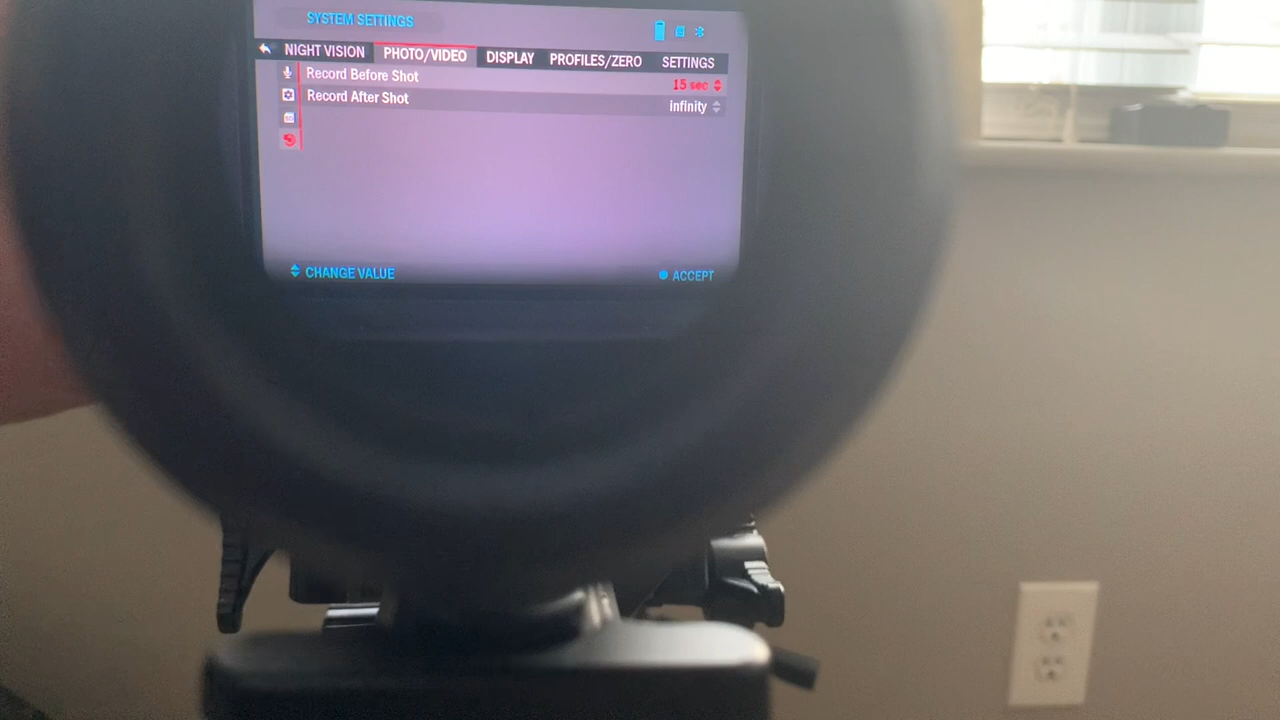 SYSTEM SETTINGS
NIGHT VISION PHOTO/VIDEO DISPLAY PROFILES/ZERO SETTINGS
Record Before Shot 15 sec
Record After Shot infinity
CHANGE VALUE ACCEPT